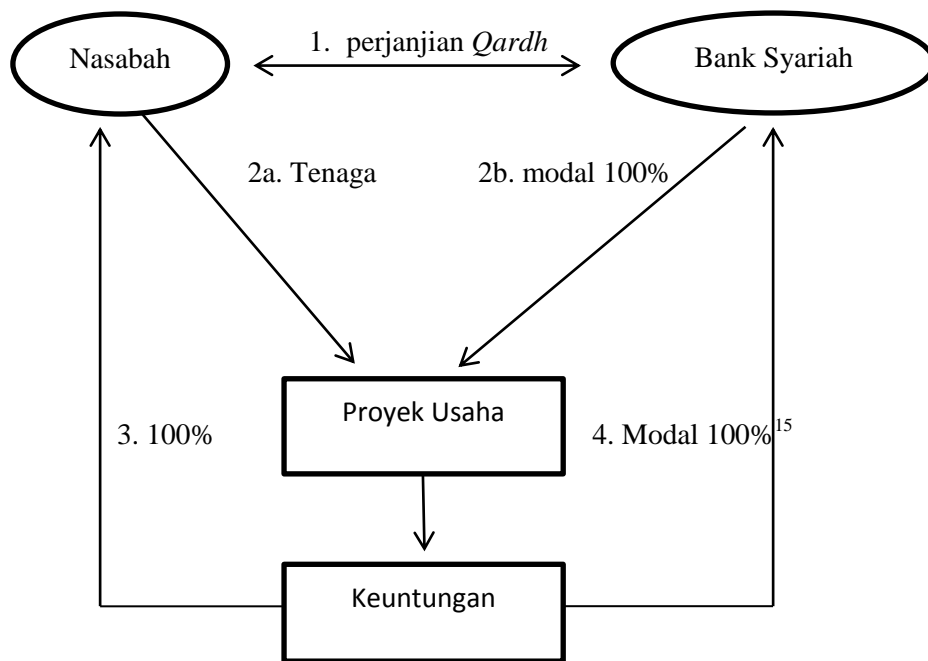 Nasabah
1. perjanjian Qardh
Bank Syariah
2a. Tenaga
2b. modal 100%
Proyek Usaha
3. 100%
4. Modal 100%15
Keuntungan